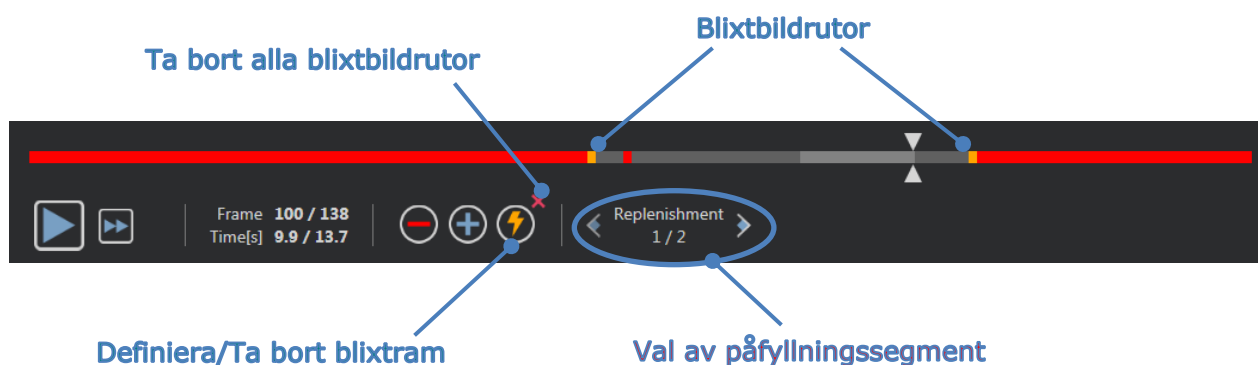 Blixtbildrutor
Ta bort alla blixtbildrutor
Frame 100 / 138
Time[s] 9.9 / 13.7
Replenishment
1 / 2
Definiera/Ta bort blixtram
Val av påfyllningssegment